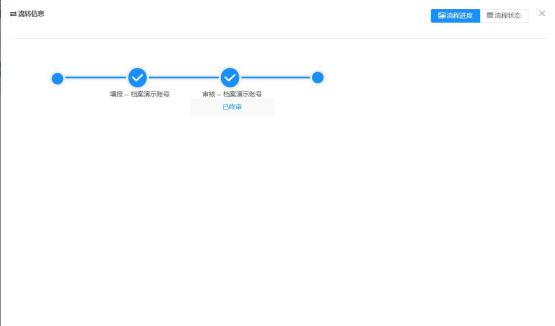 流转信息
流程进度 流程状态
填报 -- 档案演示账号 审核 -- 档案演示账号
已终审